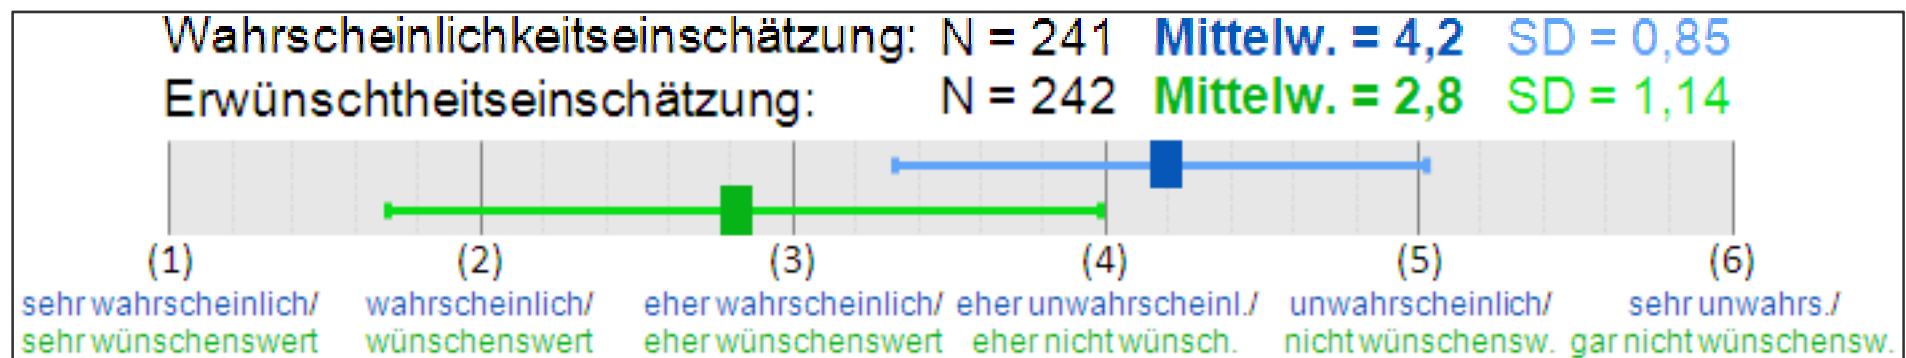 Wahrscheinlichkeitseinschätzung: N = 241 Mittelw. = 4,2 SD = 0,85
Erwünschtheitseinschätzung: N = 242 Mittelw. = 2,8 SD = 1,14
(1) (2) (3) (4) (5) (6)
sehr wahrscheinlich/ wahrscheinlich/ eher wahrscheinlich/ eher unwahrscheinl./ unwahrscheinlich/ sehr unwahrs./
sehr wünschenswert wünschenswert eher wünschenswert eher nicht wünsch. nicht wünschensw. gar nicht wünschensw.